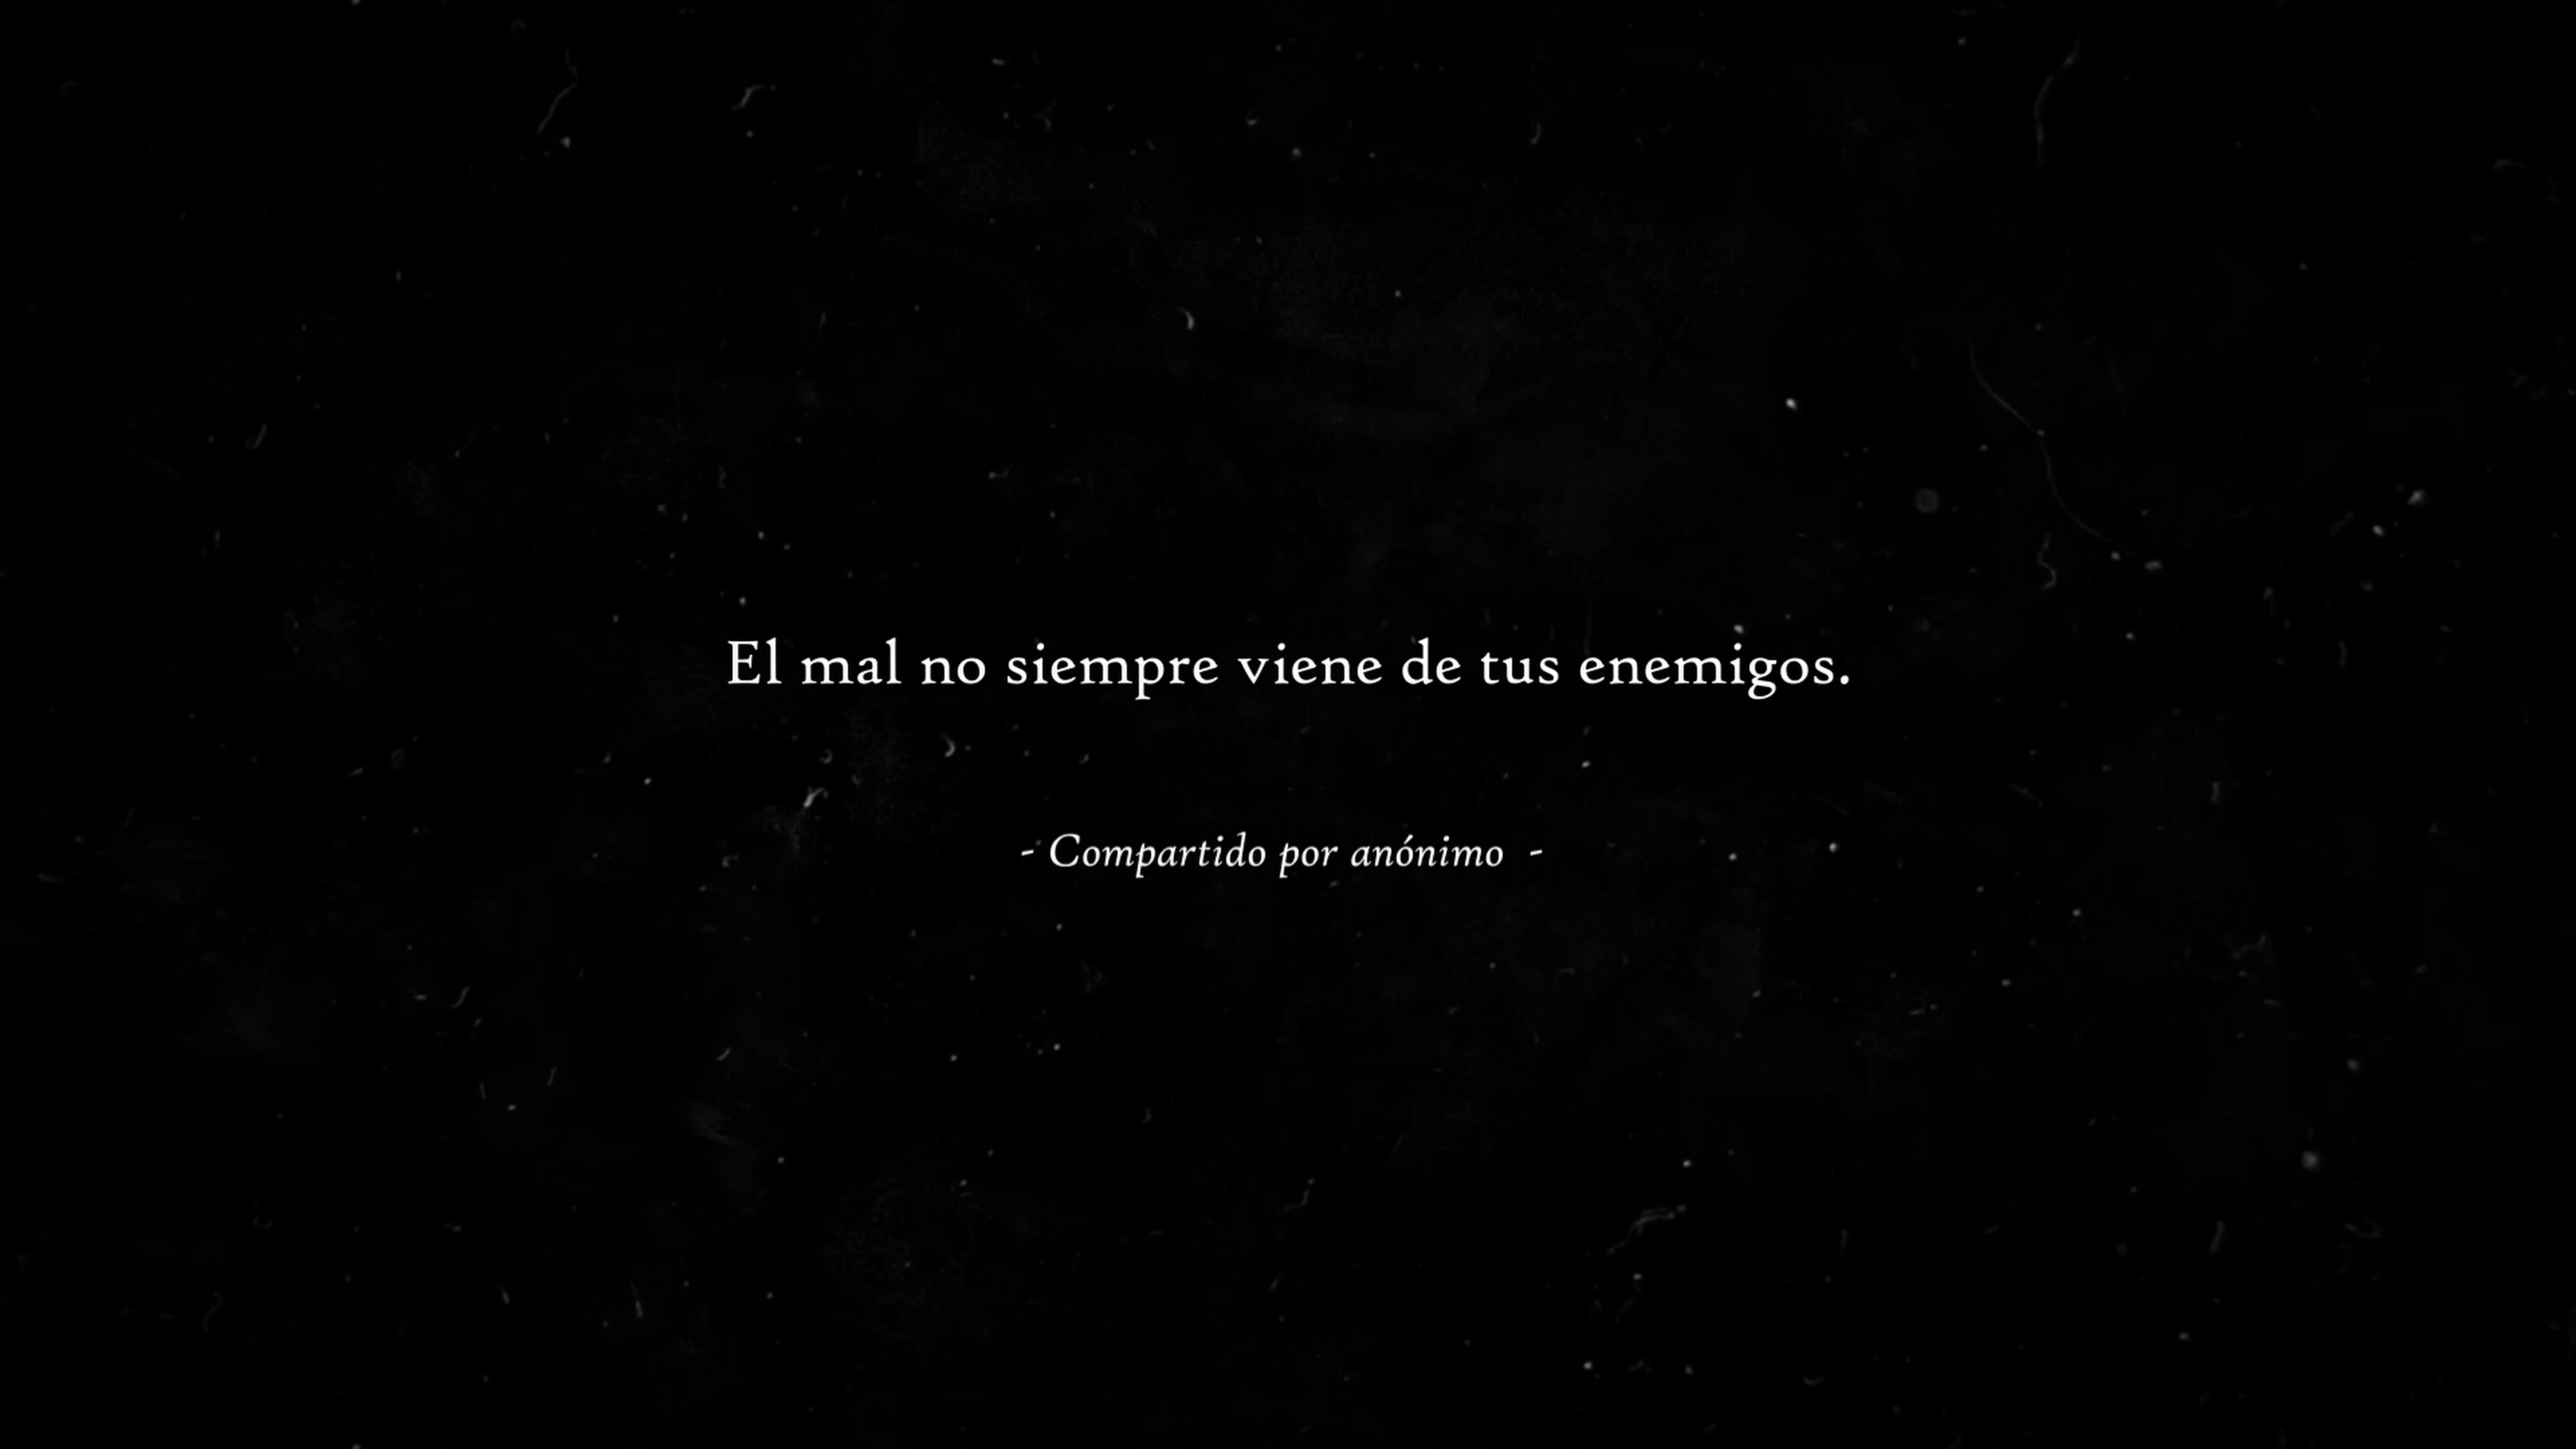 El mal no siempre viene de tus enemigos.
- Compartido por anónimo -